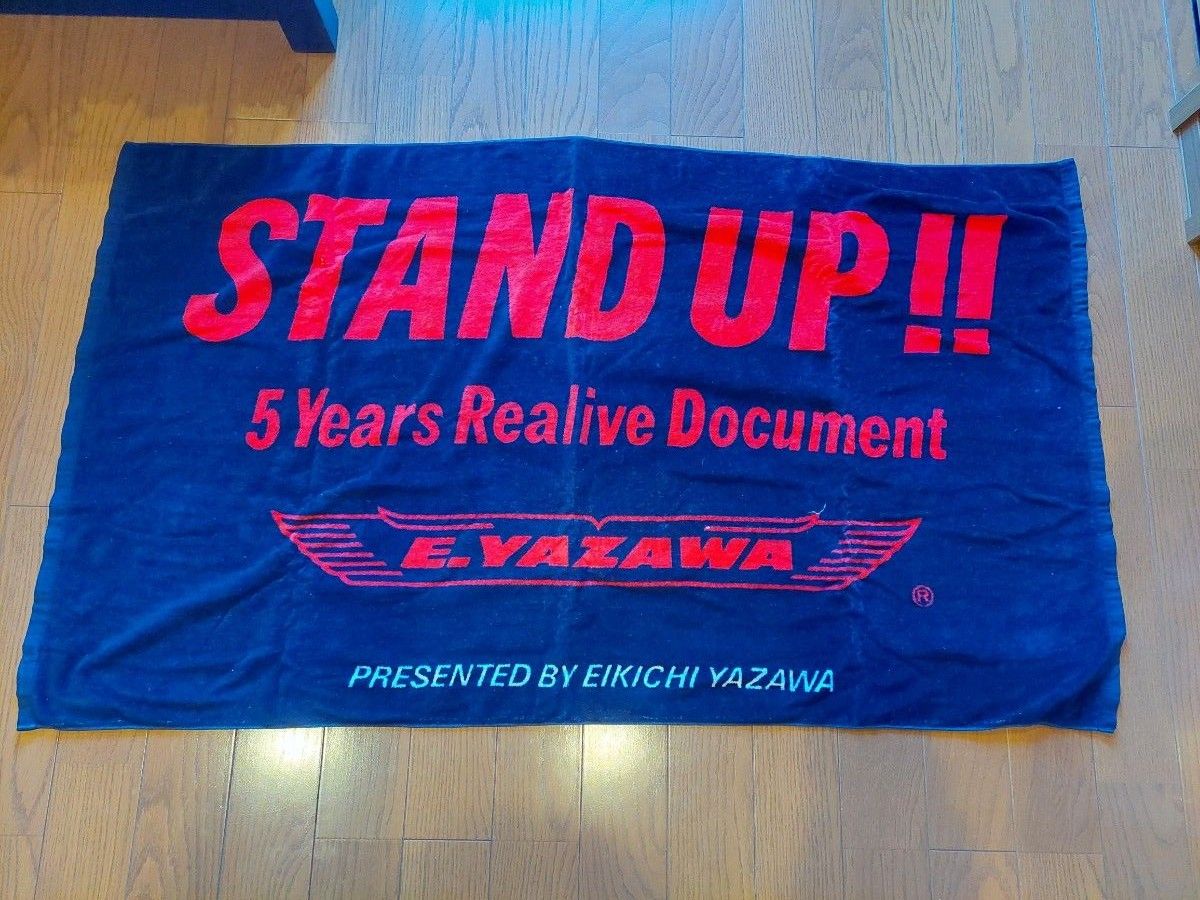 STAND UP!!
5 Years Realive Document
E.YAZAWA
®
PRESENTED BY EIKICHI YAZAWA